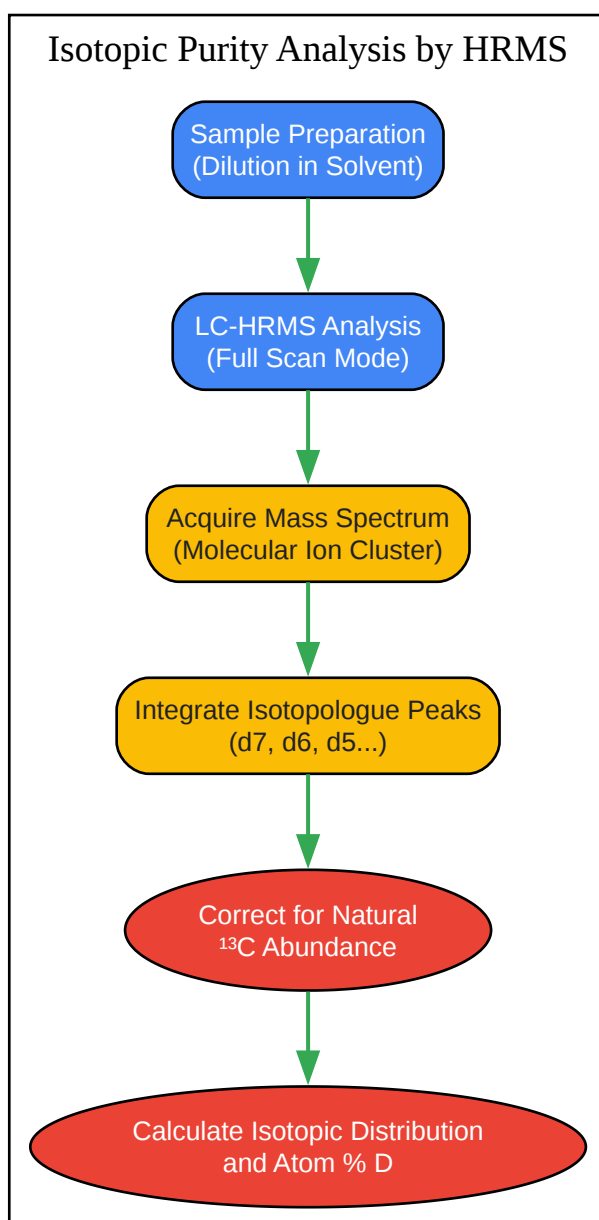 Isotopic Purity Analysis by HRMS
Sample Preparation
(Dilution in Solvent)
LC-HRMS Analysis
(Full Scan Mode)
Acquire Mass Spectrum
(Molecular Ion Cluster)
Integrate Isotopologue Peaks
(d7, d6, d5...)
Correct for Natural
¹³C Abundance
Calculate Isotopic Distribution
and Atom % D